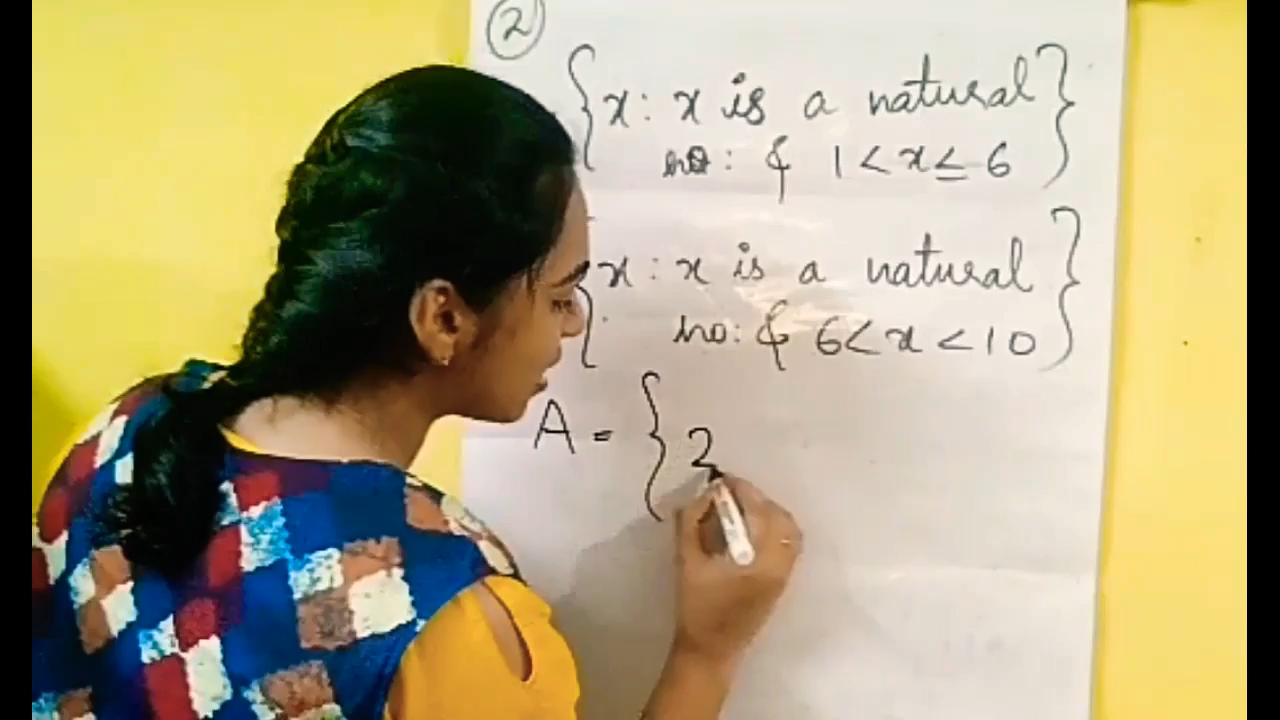 2
{x: x is a natural
no: & 1 < x ≤ 6}
{x: x is a natural
no: & 6 < x < 10}
A = { 2